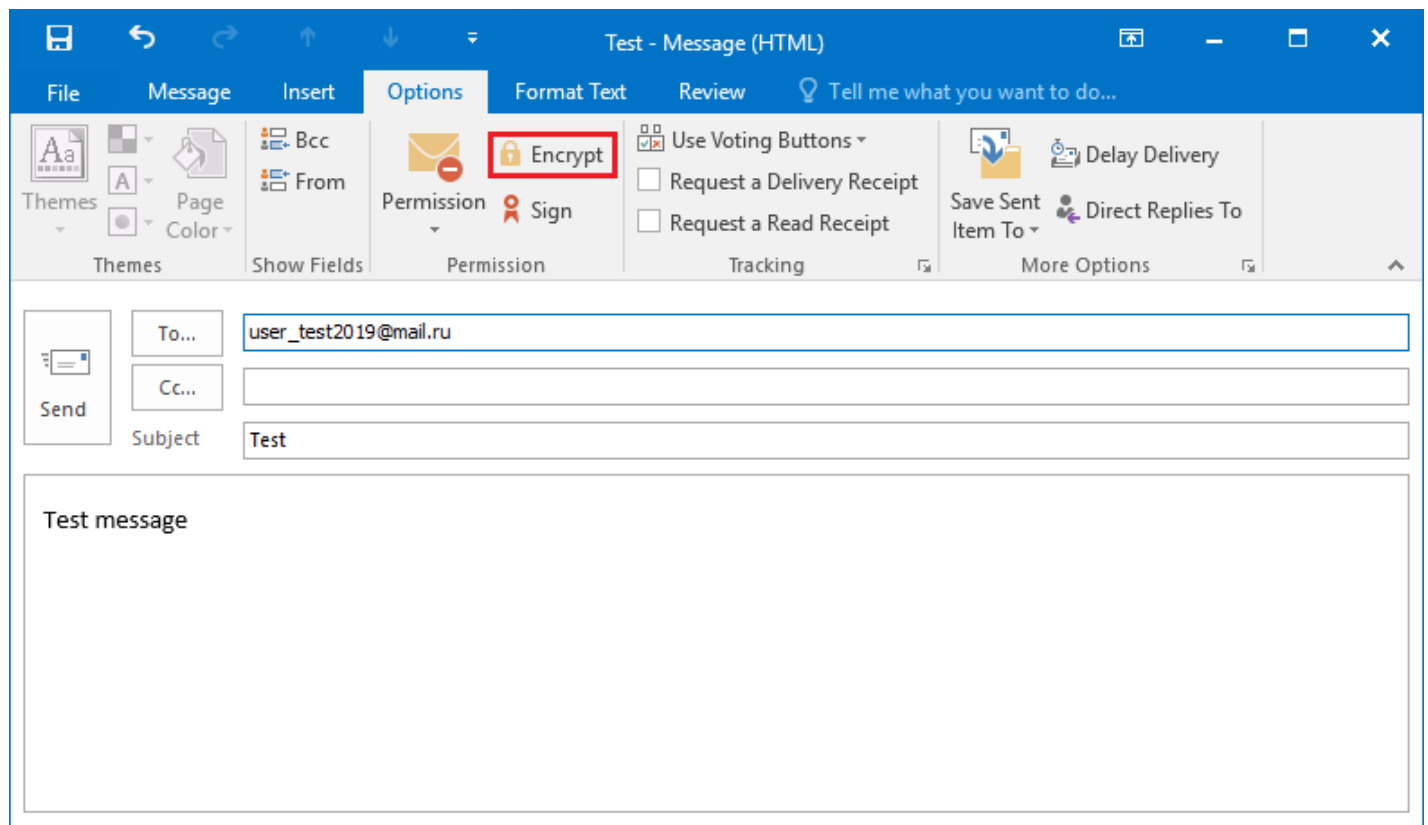 Test - Message (HTML)
File Message Insert Options Format Text Review Tell me what you want to do...
Aa
A
Themes
Page
Color
Themes
Bcc
From
Show Fields
Permission
Encrypt
Sign
Permission
Use Voting Buttons
Request a Delivery Receipt
Request a Read Receipt
Tracking
Save Sent
Item To
Delay Delivery
Direct Replies To
More Options
Send
To... user_test2019@mail.ru
Cc...
Subject Test
Test message